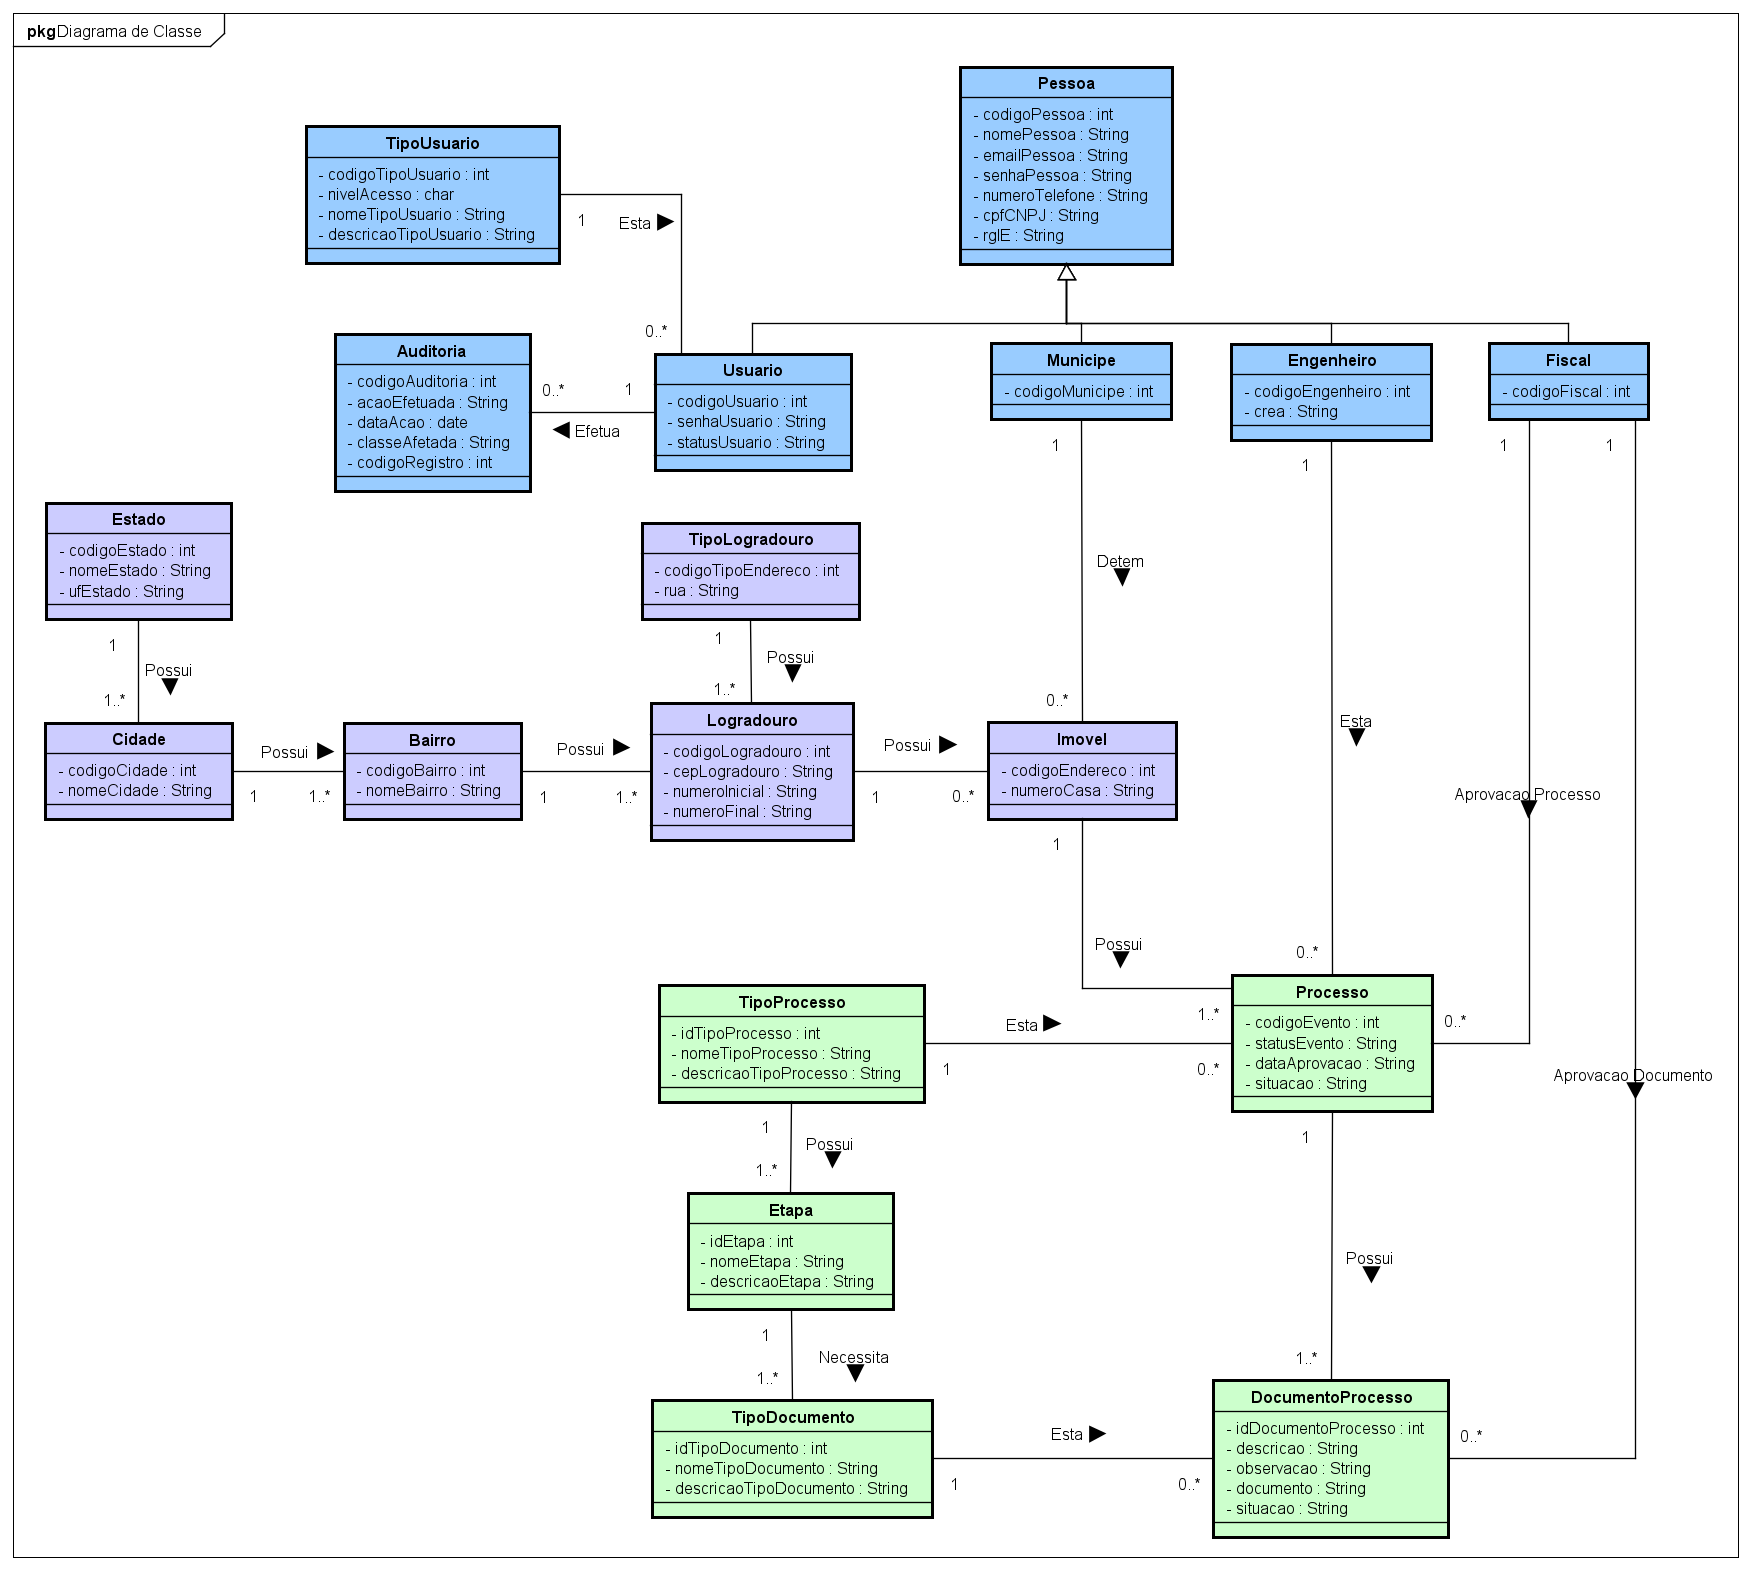 pkg Diagrama de Classe
Pessoa
- codigoPessoa : int
- nomePessoa : String
- emailPessoa : String
- senhaPessoa : String
- numeroTelefone : String
- cpfCNPJ : String
- rgIE : String
TipoUsuario
- codigoTipoUsuario : int
- nivelAcesso : char
- nomeTipoUsuario : String
- descricaoTipoUsuario : String
1
Esta
0..*
Auditoria
- codigoAuditoria : int
- acaoEfetuada : String
- dataAcao : date
- classeAfetada : String
- codigoRegistro : int
0..*
1
Efetua
Usuario
- codigoUsuario : int
- senhaUsuario : String
- statusUsuario : String
Municipe
- codigoMunicipe : int
1
Engenheiro
- codigoEngenheiro : int
- crea : String
1
Fiscal
- codigoFiscal : int
1
1
Estado
- codigoEstado : int
- nomeEstado : String
- ufEstado : String
1
Possui
1..*
TipoLogradouro
- codigoTipoEndereco : int
- rua : String
1
Possui
1..*
Detem
0..*
Cidade
- codigoCidade : int
- nomeCidade : String
Possui
1
1..*
Bairro
- codigoBairro : int
- nomeBairro : String
Possui
1
1..*
Logradouro
- codigoLogradouro : int
- cepLogradouro : String
- numeroInicial : String
- numeroFinal : String
Possui
1
0..*
Imovel
- codigoEndereco : int
- numeroCasa : String
1
Esta
Aprovacao Processo
Possui
0..*
1..*
TipoProcesso
- idTipoProcesso : int
- nomeTipoProcesso : String
- descricaoTipoProcesso : String
Esta
1
0..*
Processo
- codigoEvento : int
- statusEvento : String
- dataAprovacao : String
- situacao : String
0..*
Aprovacao Documento
1
Possui
1..*
1
Etapa
- idEtapa : int
- nomeEtapa : String
- descricaoEtapa : String
Possui
1
Necessita
1..*
1..*
TipoDocumento
- idTipoDocumento : int
- nomeTipoDocumento : String
- descricaoTipoDocumento : String
Esta
1
0..*
DocumentoProcesso
- idDocumentoProcesso : int
- descricao : String
- observacao : String
- documento : String
- situacao : String
0..*